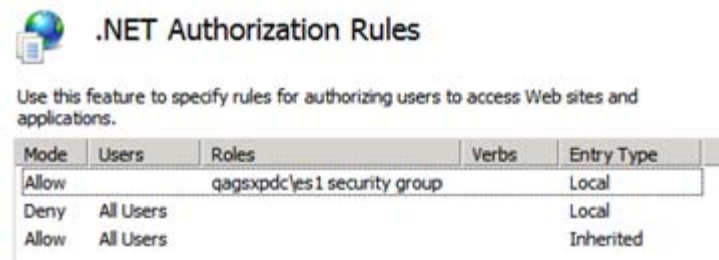 .NET Authorization Rules
Use this feature to specify rules for authorizing users to access Web sites and
applications.
Mode Users Roles Verbs Entry Type
Allow qagsxpdc\es1 security group Local
Deny All Users Local
Allow All Users Inherited